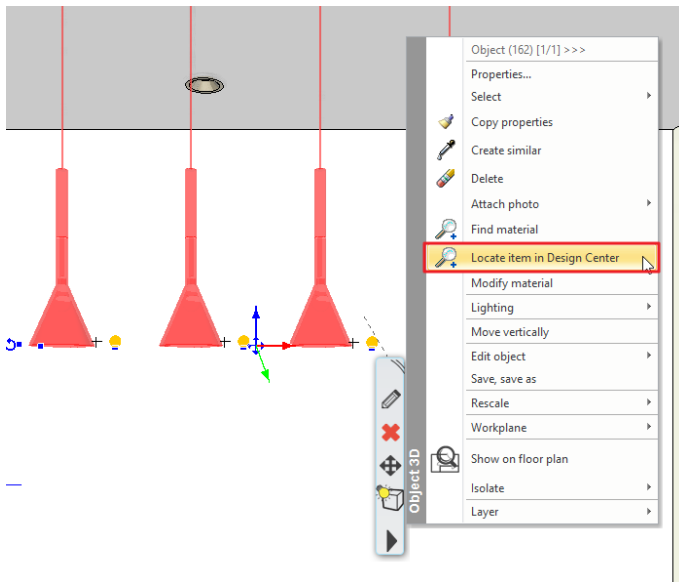 Object (162) [1/1] >>>
Properties...
Select
Copy properties
Create similar
Delete
Attach photo
Find material
Locate item in Design Center
Modify material
Lighting
Move vertically
Edit object
Save, save as
Rescale
Workplane
Show on floor plan
Isolate
Layer
Object 3D